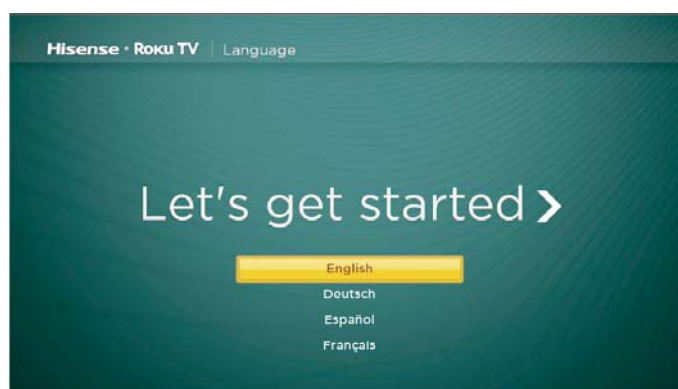 Hisense · Roku TV | Language
Let's get started >
English
Deutsch
Español
Français